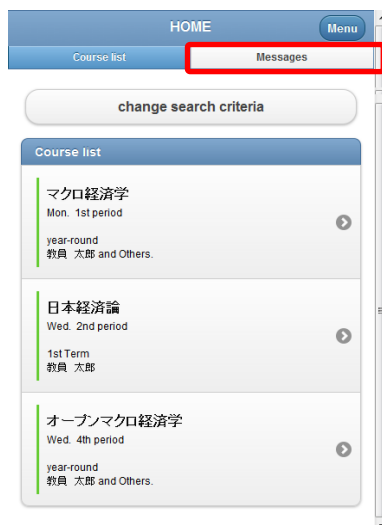 HOME
Menu
Course list
Messages
change search criteria
Course list
マクロ経済学
Mon. 1st period
year-round
教員 太郎 and Others.
日本経済論
Wed. 2nd period
1st Term
教員 太郎
オープンマクロ経済学
Wed. 4th period
year-round
教員 太郎 and Others.